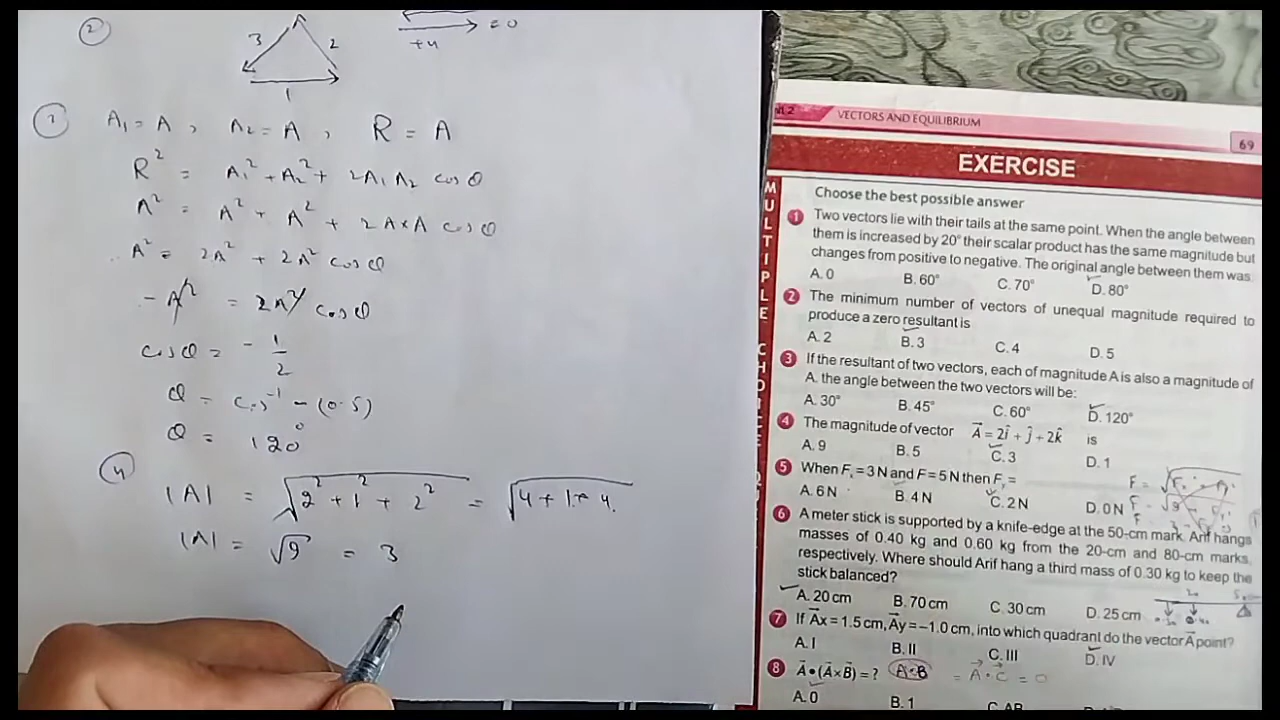 2
3
2
1
+4
= 0
3
A₁ = A , A₂ = A , R = A
R² = A₁² + A₂² + 2A₁A₂ cosθ
A² = A² + A² + 2A×A cosθ
A² = 2A² + 2A² cosθ
-A² = 2A² cosθ
cosθ = -1/2
θ = cos⁻¹ -(0.5)
θ = 120°
4
|A| = √2² + 1² + 2² = √4 + 1 + 4
|A| = √9 = 3
VECTORS AND EQUILIBRIUM
69
EXERCISE
MULTIPLE CHOICE
Choose the best possible answer
1 Two vectors lie with their tails at the same point. When the angle between
them is increased by 20° their scalar product has the same magnitude but
changes from positive to negative. The original angle between them was
A. 0 B. 60° C. 70° D. 80°
2 The minimum number of vectors of unequal magnitude required to
produce a zero resultant is
A. 2 B. 3 C. 4 D. 5
3 If the resultant of two vectors, each of magnitude A is also a magnitude of
A. the angle between the two vectors will be:
A. 30° B. 45° C. 60° D. 120°
4 The magnitude of vector A⃗ = 2î + ĵ + 2k̂ is
A. 9 B. 5 C. 3 D. 1
5 When Fₓ = 3 N and F = 5 N then Fᵧ =
A. 6 N B. 4 N C. 2 N D. 0 N
6 A meter stick is supported by a knife-edge at the 50-cm mark. Arif hangs
masses of 0.40 kg and 0.60 kg from the 20-cm and 80-cm marks,
respectively. Where should Arif hang a third mass of 0.30 kg to keep the
stick balanced?
A. 20 cm B. 70 cm C. 30 cm D. 25 cm
7 If A⃗x = 1.5 cm, A⃗y = −1.0 cm, into which quadrant do the vector A⃗ point?
A. I B. II C. III D. IV
8 A⃗•(A⃗×B⃗) = ? A×B = A⃗·C⃗ = 0
A. 0 B. 1 C. AB